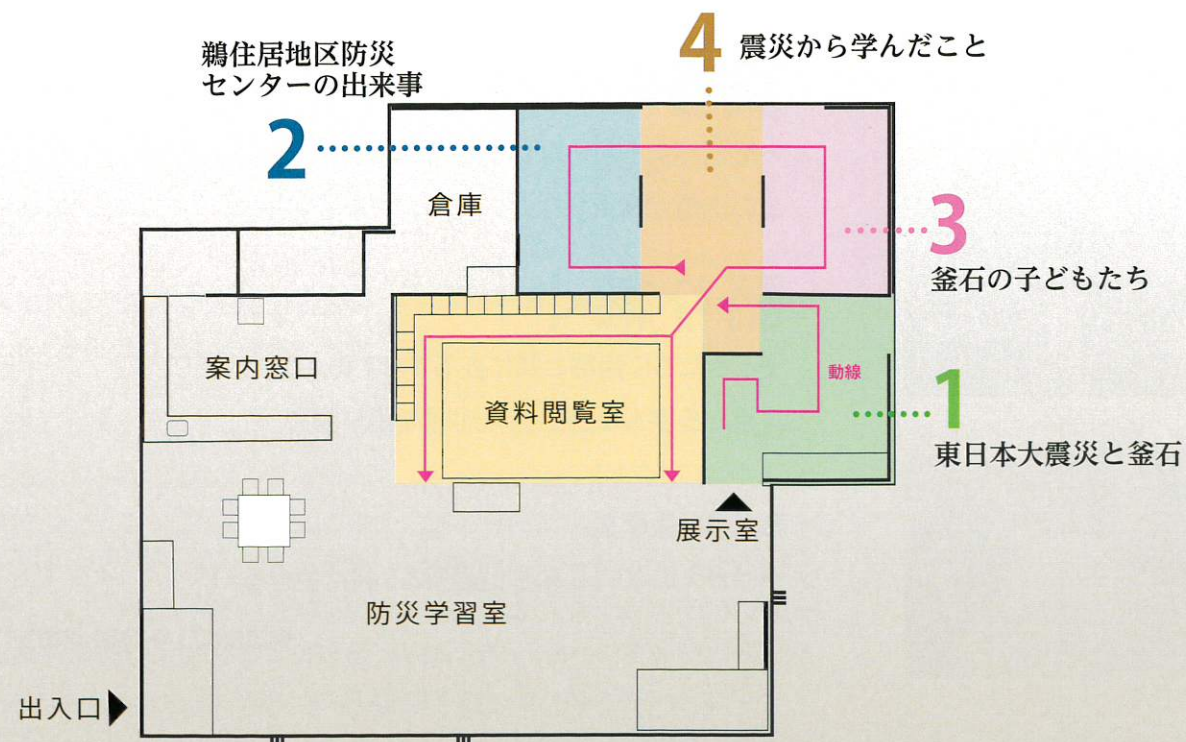 鵜住居地区防災
センターの出来事
2
4
震災から学んだこと
倉庫
3
釜石の子どもたち
案内窓口
資料閲覧室
動線
1
東日本大震災と釜石
展示室
防災学習室
出入口